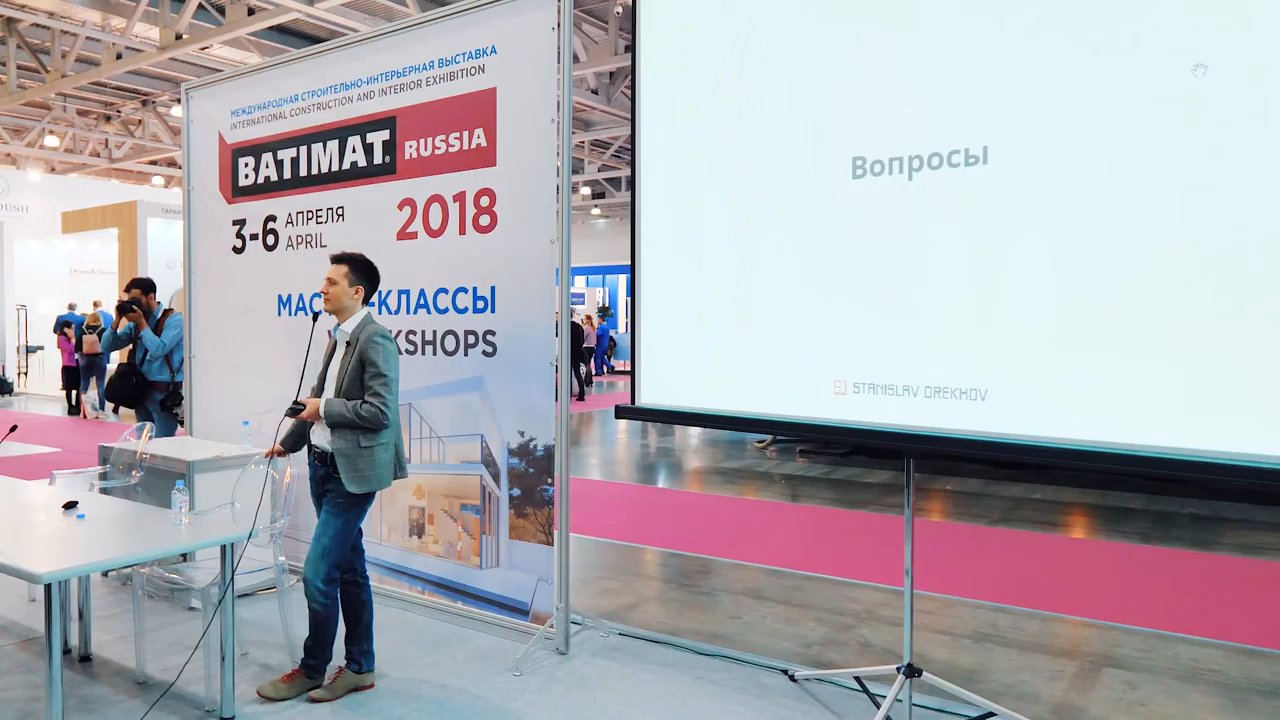 МЕЖДУНАРОДНАЯ СТРОИТЕЛЬНО-ИНТЕРЬЕРНАЯ ВЫСТАВКА
INTERNATIONAL CONSTRUCTION AND INTERIOR EXHIBITION
BATIMAT® RUSSIA
3-6 АПРЕЛЯ
APRIL
2018
КЛАССЫ
Вопросы
STANISLAV OREKHOV